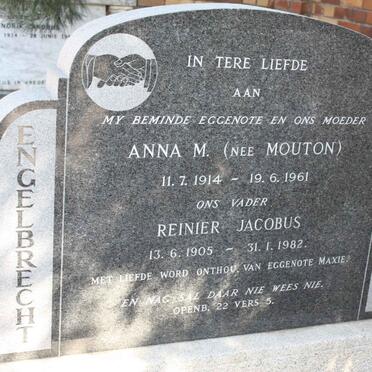 ENGELBRECHT
IN TERE LIEFDE
AAN
MY BEMINDE EGGENOTE EN ONS MOEDER
ANNA M. (NEE MOUTON)
11.7.1914 - 19.6.1961
ONS VADER
REINIER JACOBUS
13.6.1905 - 31.1.1982.
MET LIEFDE WORD ONTHOU VAN EGGENOTE MAXIE.
EN NAG SAL DAAR NIE WEES NIE.
OPENB. 22 VERS 5.